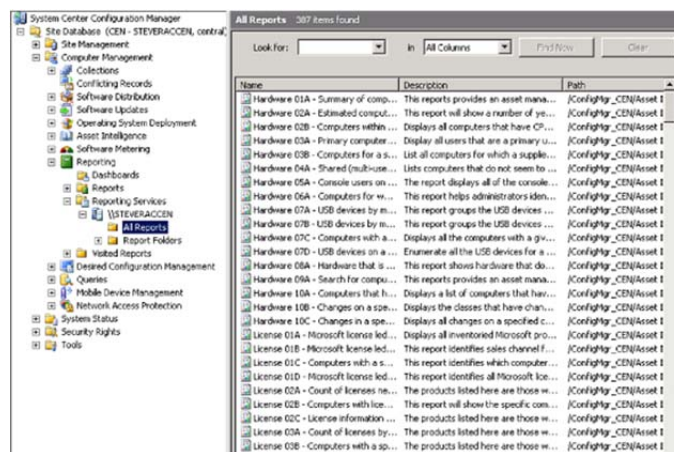 System Center Configuration Manager
Site Database (CEN - STEVERACCEN, central)
Site Management
Computer Management
Collections
Conflicting Records
Software Distribution
Software Updates
Operating System Deployment
Asset Intelligence
Software Metering
Reporting
Dashboards
Reports
Reporting Services
\\STEVERACCEN
All Reports
Report Folders
Visited Reports
Desired Configuration Management
Queries
Mobile Device Management
Network Access Protection
System Status
Security Rights
Tools
All Reports 387 items found
Look for: in All Columns Find Now Clear
Name Description Path
Hardware 01A - Summary of comp... This reports provides an asset mana... /ConfigMgr_CEN/Asset I
Hardware 02A - Estimated comput... This report will show a number of ye... /ConfigMgr_CEN/Asset I
Hardware 02B - Computers within ... Displays all computers that have CP... /ConfigMgr_CEN/Asset I
Hardware 03A - Primary computer... Display all users that are a primary u... /ConfigMgr_CEN/Asset I
Hardware 03B - Computers for a s... List all computers for which a supplie... /ConfigMgr_CEN/Asset I
Hardware 04A - Shared (multi-use... Lists computers that do not seem to ... /ConfigMgr_CEN/Asset I
Hardware 05A - Console users on ... The report displays all of the console... /ConfigMgr_CEN/Asset I
Hardware 06A - Computers for w... This report helps administrators iden... /ConfigMgr_CEN/Asset I
Hardware 07A - USB devices by m... This report groups the USB devices ... /ConfigMgr_CEN/Asset I
Hardware 07B - USB devices by m... This report groups the USB devices ... /ConfigMgr_CEN/Asset I
Hardware 07C - Computers with a... Displays all the computers with a giv... /ConfigMgr_CEN/Asset I
Hardware 07D - USB devices on a ... Enumerate all the USB devices for a ... /ConfigMgr_CEN/Asset I
Hardware 08A - Hardware that is ... This report shows hardware that do... /ConfigMgr_CEN/Asset I
Hardware 09A - Search for compu... This reports provides an asset mana... /ConfigMgr_CEN/Asset I
Hardware 10A - Computers that h... Displays a list of computers that hav... /ConfigMgr_CEN/Asset I
Hardware 10B - Changes on a spe... Displays the classes that have chan... /ConfigMgr_CEN/Asset I
Hardware 10C - Changes in a spe... Displays all changes on a specified c... /ConfigMgr_CEN/Asset I
License 01A - Microsoft license led... Displays all inventoried Microsoft pro... /ConfigMgr_CEN/Asset I
License 01B - Microsoft license led... This report identifies sales channel f... /ConfigMgr_CEN/Asset I
License 01C - Computers with a s... This report identifies which computer... /ConfigMgr_CEN/Asset I
License 01D - Microsoft license led... This report identifies all Microsoft lice... /ConfigMgr_CEN/Asset I
License 02A - Count of licenses ne... The products listed here are those w... /ConfigMgr_CEN/Asset I
License 02B - Computers with lice... This report will show the specific com... /ConfigMgr_CEN/Asset I
License 02C - License information ... The products listed here are those w... /ConfigMgr_CEN/Asset I
License 03A - Count of licenses by... The products listed here are those w... /ConfigMgr_CEN/Asset I
License 03B - Computers with a sp... The products listed here are those w... /ConfigMgr_CEN/Asset I